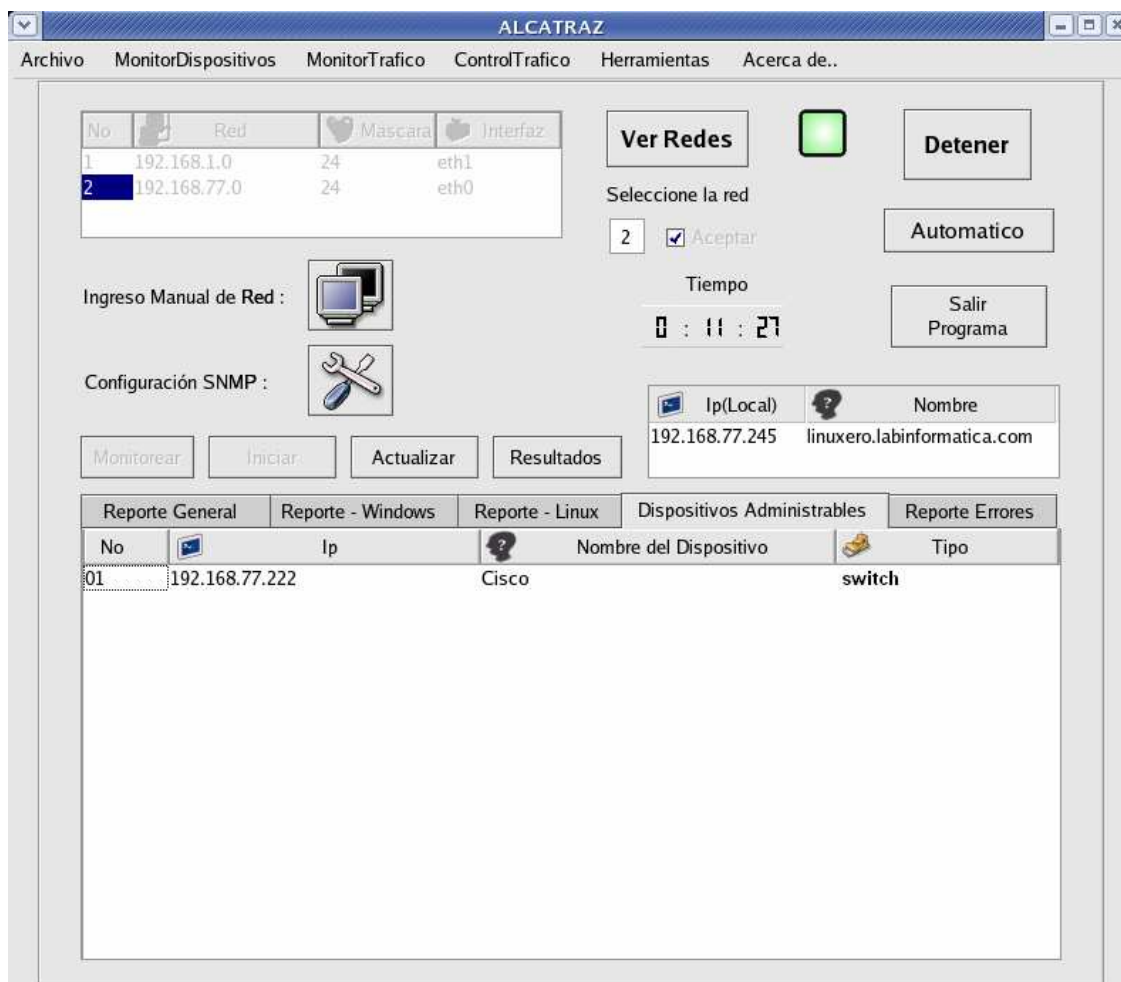 ALCATRAZ
Archivo MonitorDispositivos MonitorTrafico ControlTrafico Herramientas Acerca de..
No Red Mascara Interfaz
1 192.168.1.0 24 eth1
2 192.168.77.0 24 eth0
Ver Redes
Detener
Seleccione la red
2 Aceptar
Automatico
Ingreso Manual de Red :
Tiempo
0 : 11 : 27
Salir
Programa
Configuración SNMP :
Ip(Local) Nombre
192.168.77.245 linuxero.labinformatica.com
Monitorear Iniciar Actualizar Resultados
Reporte General Reporte - Windows Reporte - Linux Dispositivos Administrables Reporte Errores
No Ip Nombre del Dispositivo Tipo
01 192.168.77.222 Cisco switch